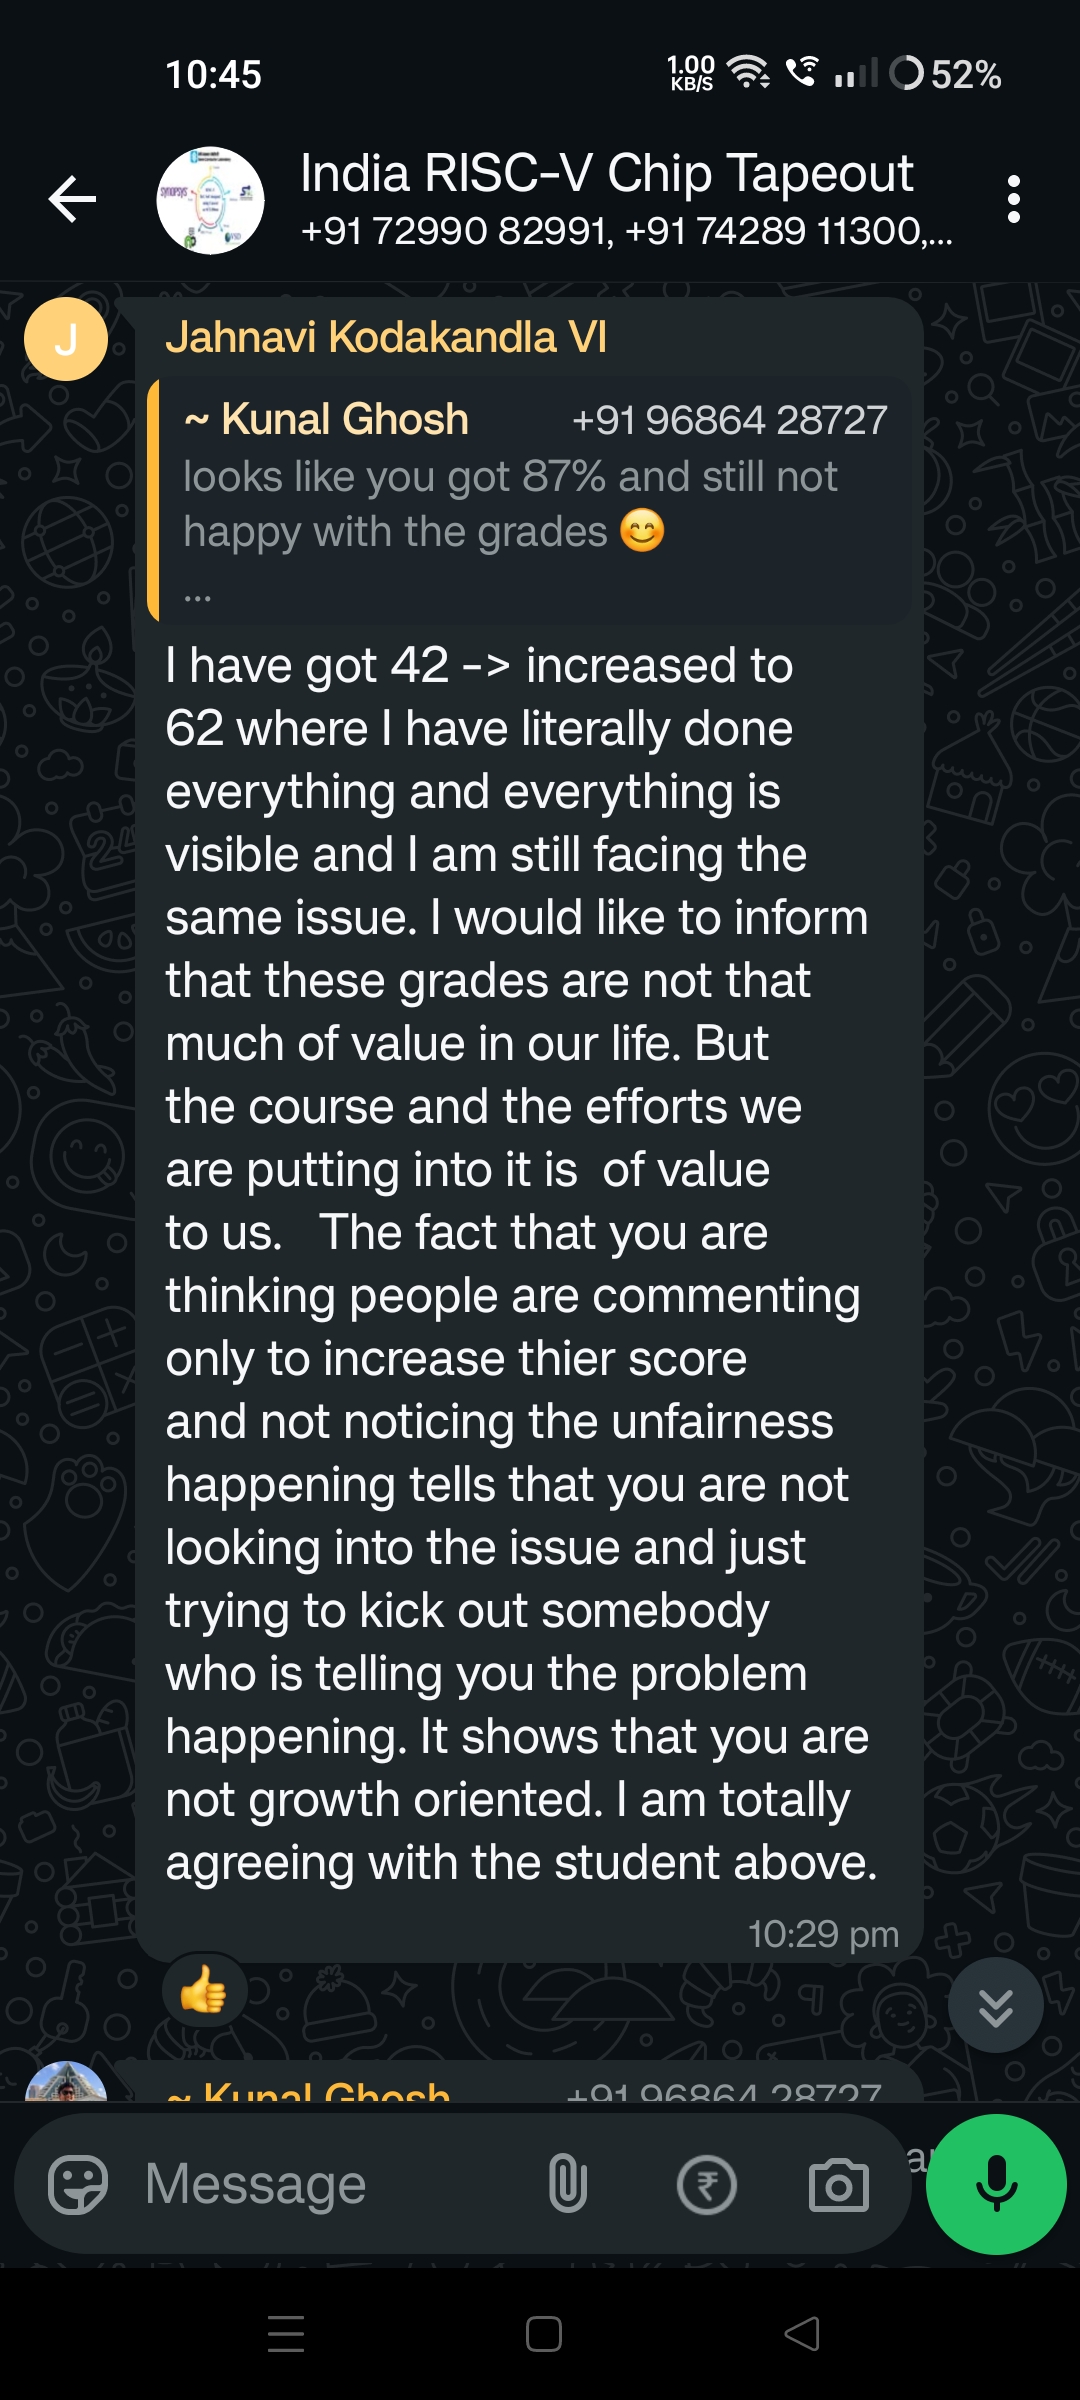 10:45
1.00 KB/S
52%
India RISC-V Chip Tapeout
+91 72990 82991, +91 74289 11300,...
J
Jahnavi Kodakandla VI
~ Kunal Ghosh +91 96864 28727
looks like you got 87% and still not
happy with the grades 😊
...
I have got 42 -> increased to
62 where I have literally done
everything and everything is
visible and I am still facing the
same issue. I would like to inform
that these grades are not that
much of value in our life. But
the course and the efforts we
are putting into it is  of value
to us.   The fact that you are
thinking people are commenting
only to increase thier score
and not noticing the unfairness
happening tells that you are not
looking into the issue and just
trying to kick out somebody
who is telling you the problem
happening. It shows that you are
not growth oriented. I am totally
agreeing with the student above.
10:29 pm
👍
~ Kunal Ghosh +91 96864 28727
Message